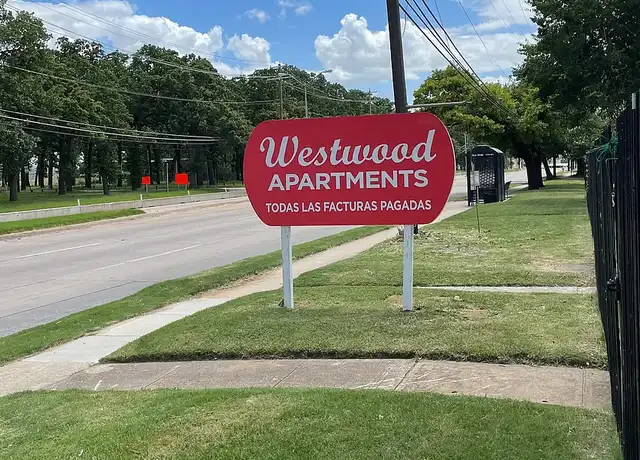 Westwood
APARTMENTS
TODAS LAS FACTURAS PAGADAS